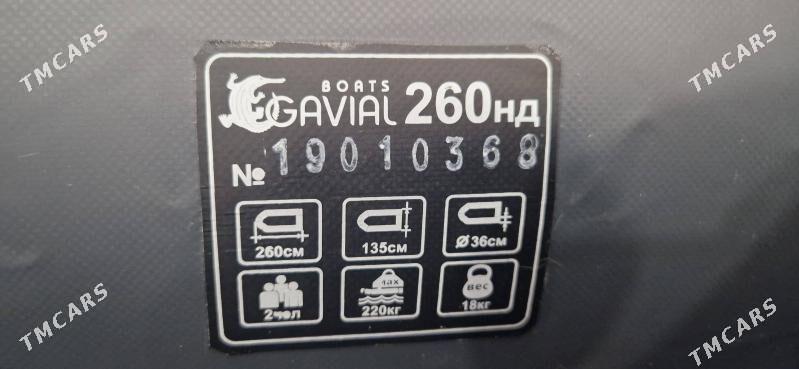 TMCARS
TMCARS
BOATS
GAVIAL 260НД
№ 19010368
260см
135см
Ø36см
max
вес
2чел
220кг
18кг
TMCARS
TMCARS